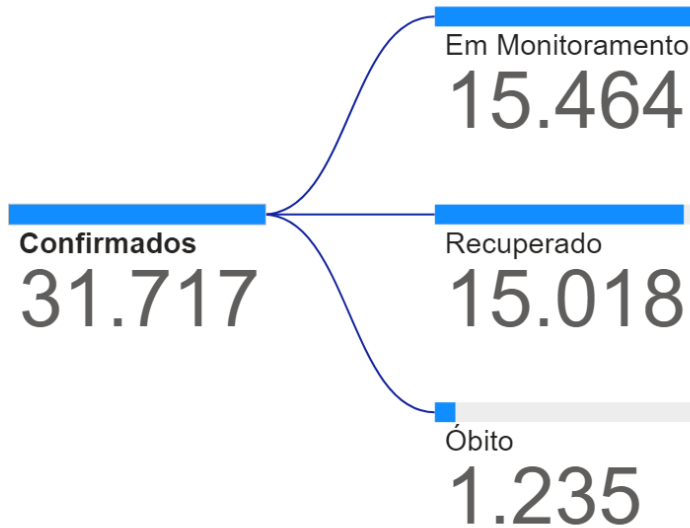 Em Monitoramento
15.464
Confirmados
31.717
Recuperado
15.018
Óbito
1.235